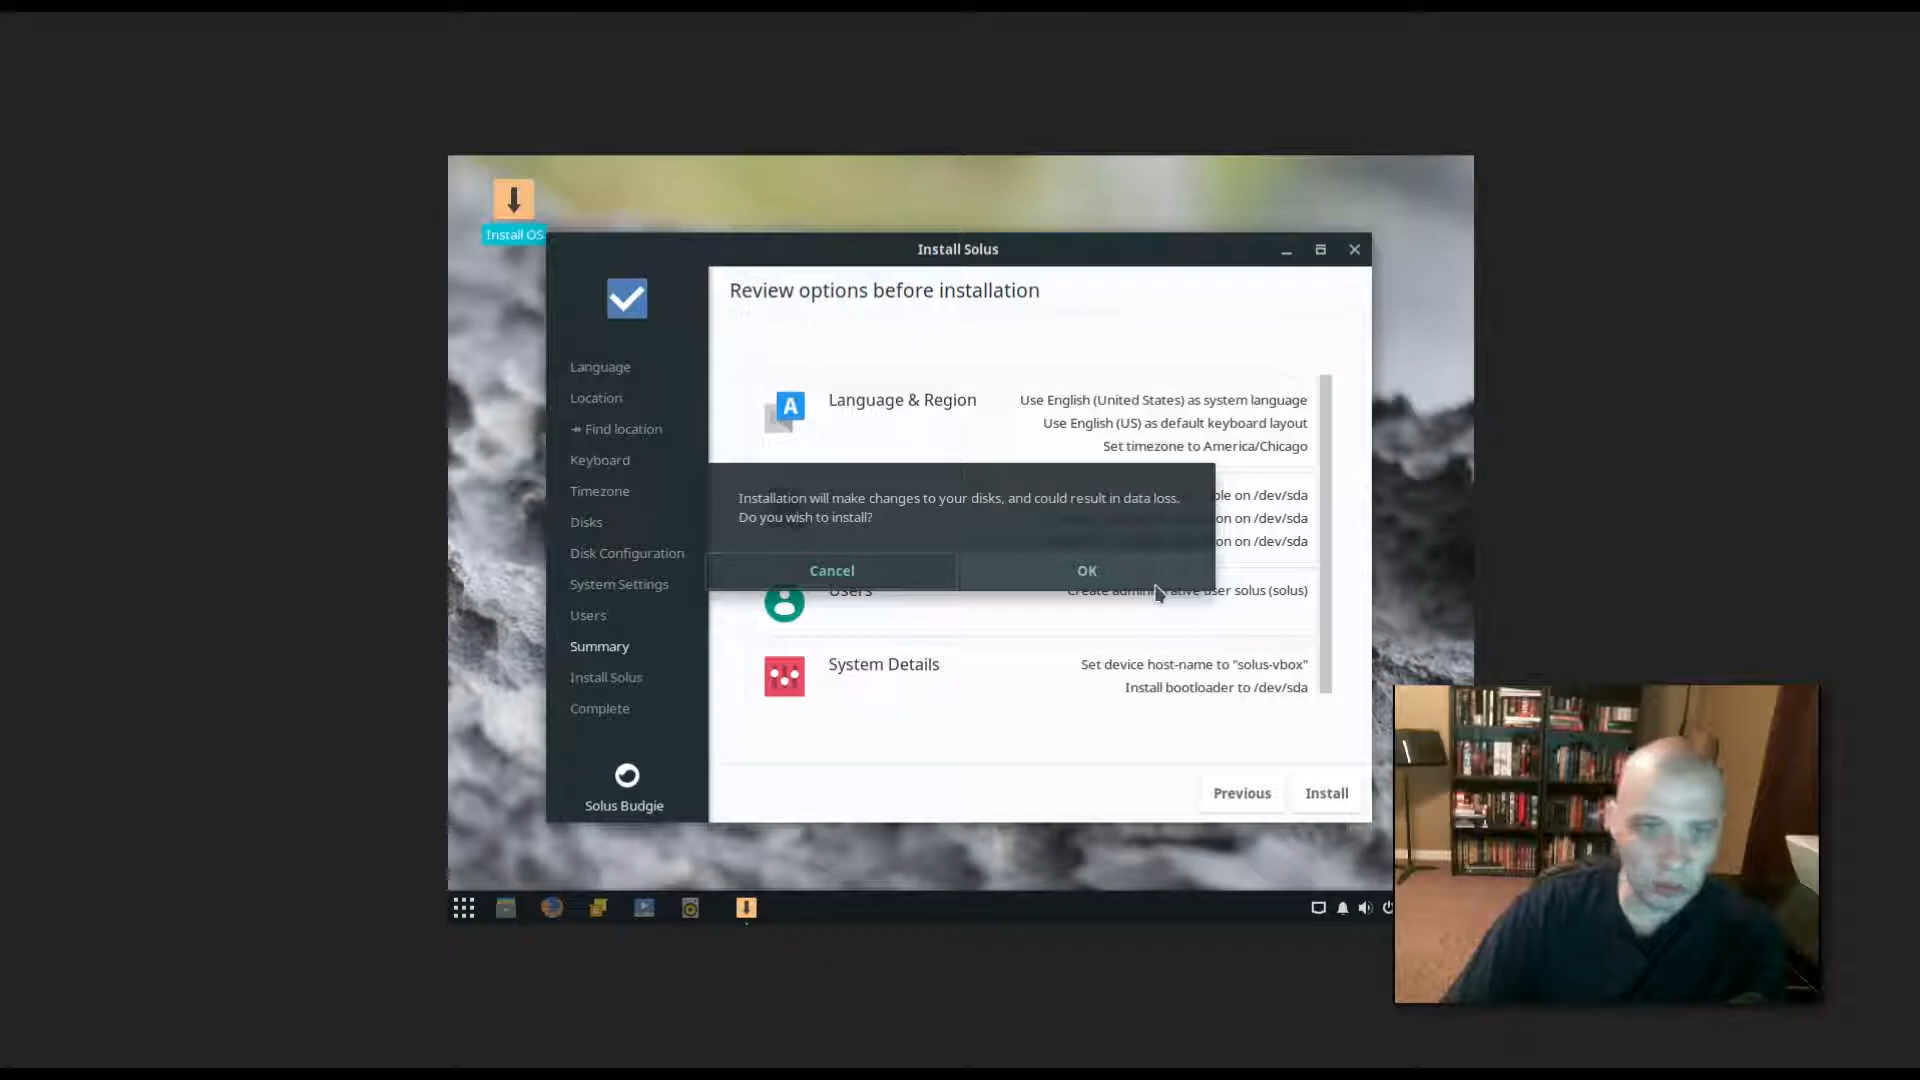 Install OS
Install Solus
Review options before installation
Language
Location
↠ Find location
Keyboard
Timezone
Disks
Disk Configuration
System Settings
Users
Summary
Install Solus
Complete
Solus Budgie
Language & Region
Use English (United States) as system language
Use English (US) as default keyboard layout
Set timezone to America/Chicago
Installation will make changes to your disks, and could result in data loss.
Do you wish to install?
Cancel
OK
on /dev/sda
on /dev/sda
on /dev/sda
Users
Create administrative user solus (solus)
System Details
Set device host-name to "solus-vbox"
Install bootloader to /dev/sda
Previous
Install